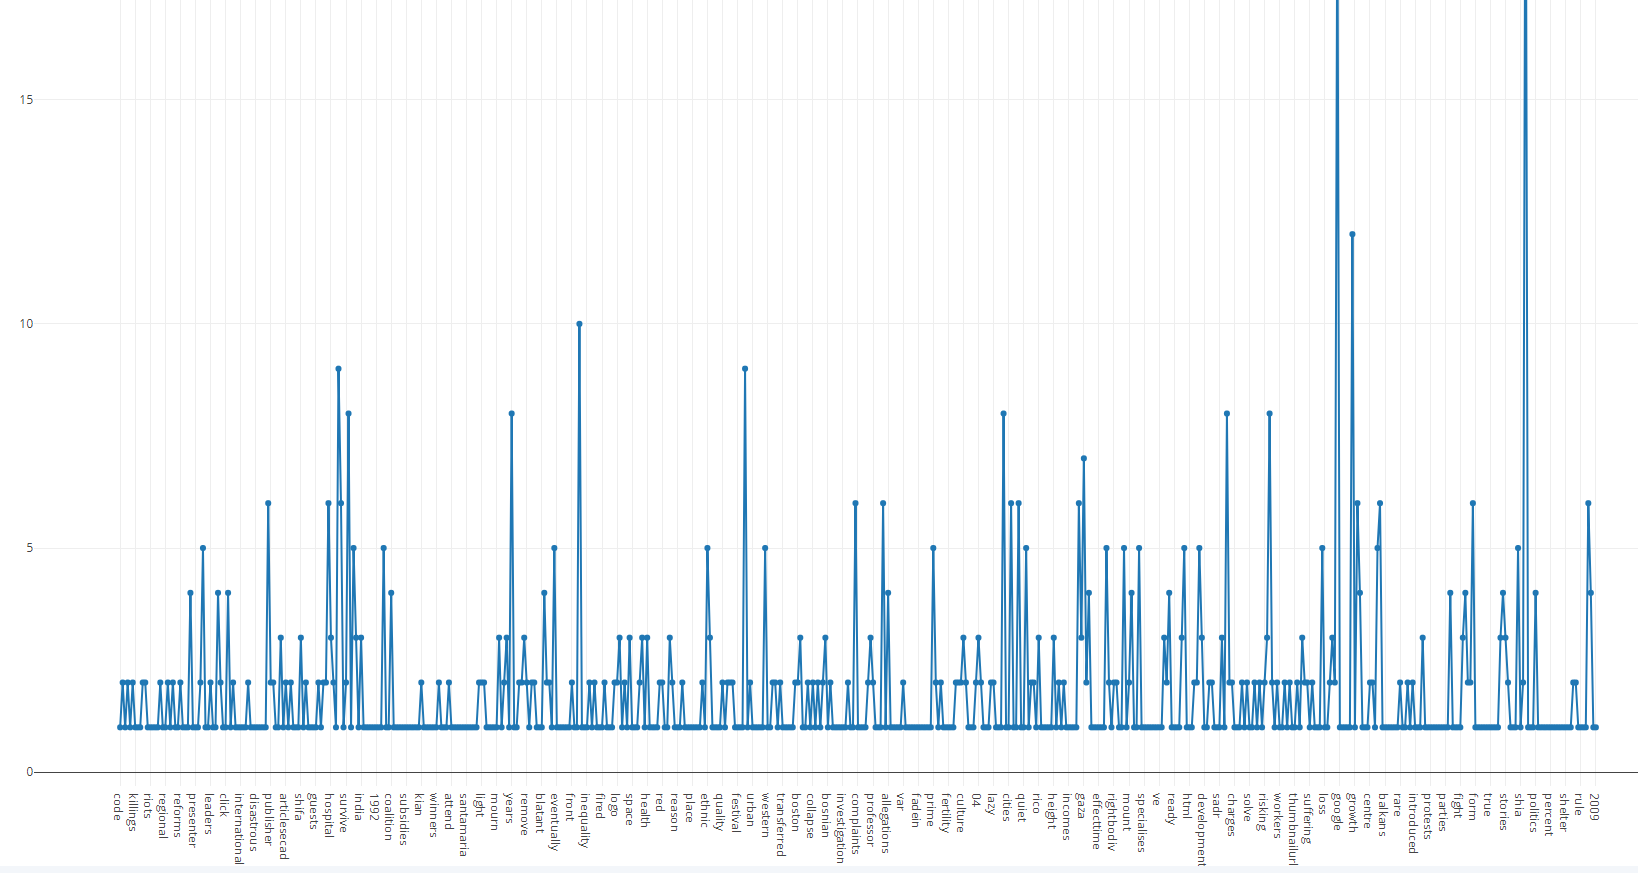 15
10
5
0
code
killings
riots
regional
reforms
presenter
leaders
click
international
disastrous
publisher
articlesecad
shifa
guests
hospital
survive
india
1992
coalition
subsidies
kian
winners
attend
santamaria
light
mourn
years
remove
blatant
eventually
front
inequality
fired
logo
space
health
red
reason
place
ethnic
quality
festival
urban
western
transferred
boston
collapse
bosnian
investigation
complaints
professor
allegations
var
fadein
prime
fertility
culture
04
lazy
cities
quiet
rico
height
incomes
gaza
effecttime
rightbodriv
mount
specialises
ve
ready
html
development
sadr
charges
solve
risking
workers
thumbnailurl
suffering
loss
google
growth
centre
balkans
rare
introduced
protests
parties
fight
form
true
stories
shia
politics
percent
shelter
rule
2009